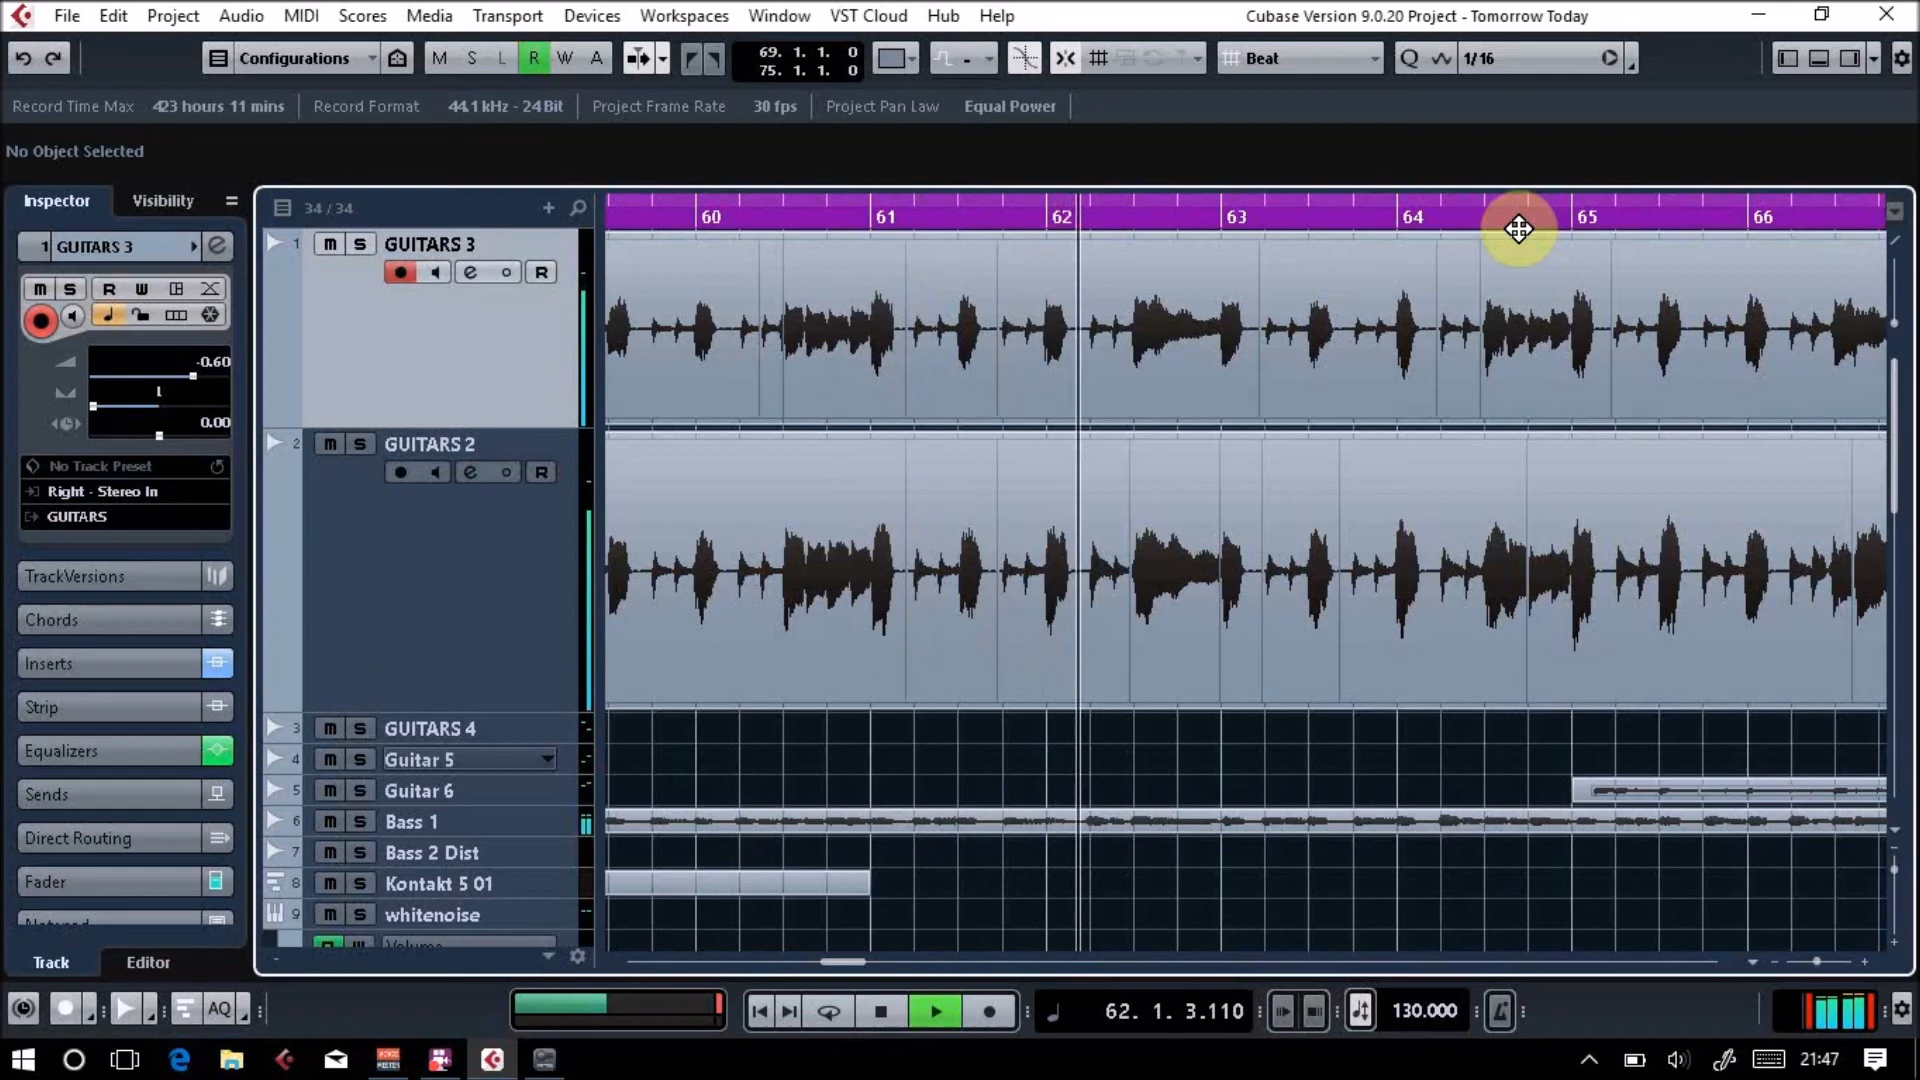 File Edit Project Audio MIDI Scores Media Transport Devices Workspaces Window VST Cloud Hub Help Cubase Version 9.0.20 Project - Tomorrow Today
Configurations M S L R W A 69. 1. 1. 0 Beat Q 1/16
75. 1. 1. 0
Record Time Max 423 hours 11 mins Record Format 44.1 kHz - 24 Bit Project Frame Rate 30 fps Project Pan Law Equal Power
No Object Selected
Inspector Visibility 34 / 34
60 61 62 63 64 65 66
1 GUITARS 3 e
M S R W
-0.60
L
0.00
No Track Preset
Right - Stereo In
GUITARS
TrackVersions
Chords
Inserts
Strip
Equalizers
Sends
Direct Routing
Fader
Notepad
Track Editor
1 m s GUITARS 3
e R
2 m s GUITARS 2
e R
3 m s GUITARS 4
4 m s Guitar 5
5 m s Guitar 6
6 m s Bass 1
7 m s Bass 2 Dist
8 m s Kontakt 5 01
9 m s whitenoise
R W Volume
AQ 62. 1. 3.110 130.000
21:47